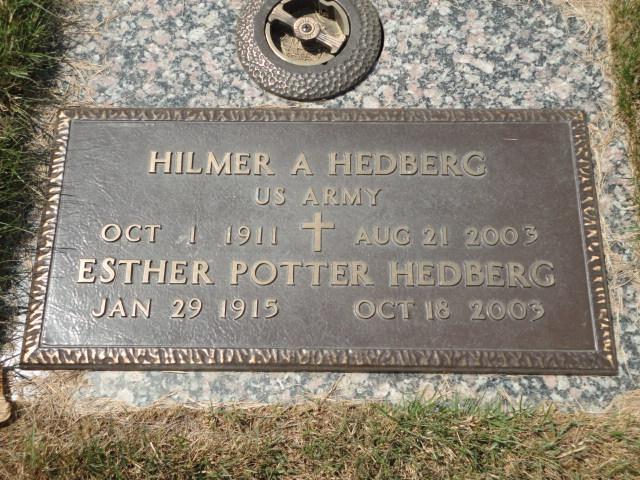 HILMER A HEDBERG
US ARMY
OCT 1 1911 AUG 21 2003
ESTHER POTTER HEDBERG
JAN 29 1915 OCT 18 2003